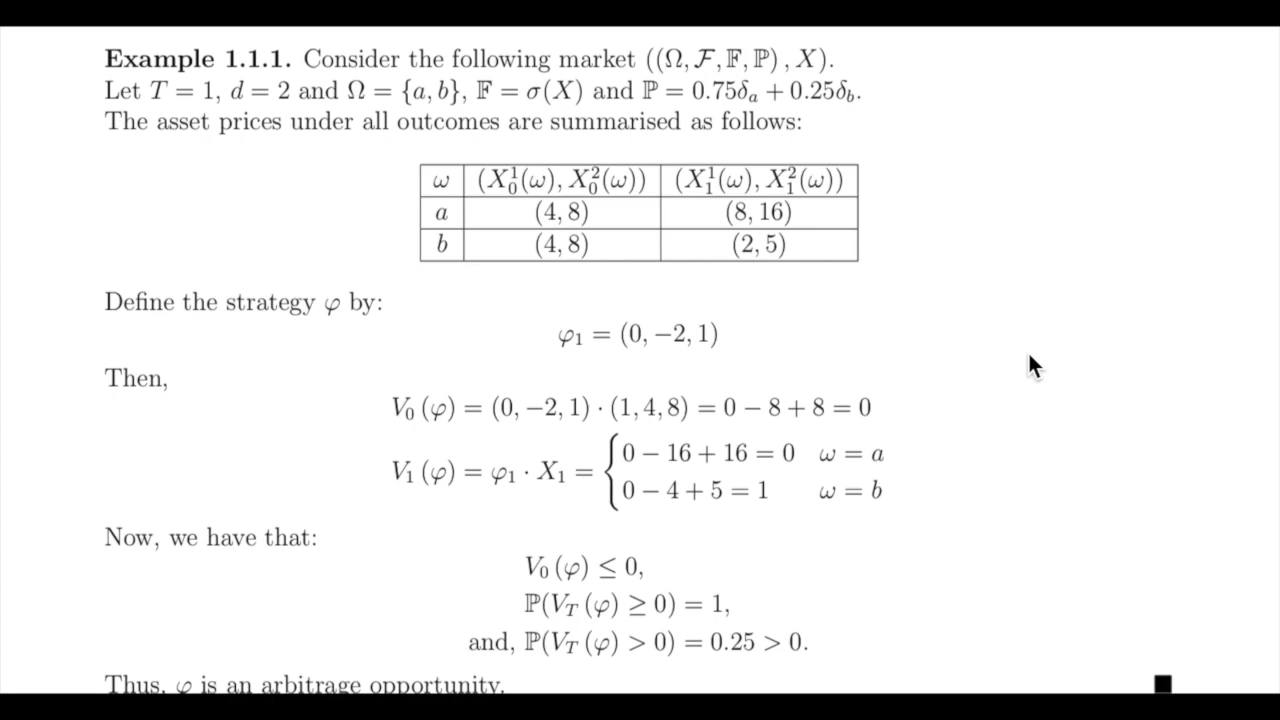 Example 1.1.1. Consider the following market ((Ω, ℱ, 𝔽, ℙ), X).
Let T = 1, d = 2 and Ω = {a, b}, 𝔽 = σ(X) and ℙ = 0.75δ_a + 0.25δ_b.
The asset prices under all outcomes are summarised as follows:
ω (X_0^1(ω), X_0^2(ω)) (X_1^1(ω), X_1^2(ω))
a (4, 8) (8, 16)
b (4, 8) (2, 5)
Define the strategy φ by:
φ_1 = (0, −2, 1)
Then,
V_0 (φ) = (0, −2, 1) · (1, 4, 8) = 0 − 8 + 8 = 0
V_1 (φ) = φ_1 · X_1 = { 0 − 16 + 16 = 0 ω = a
0 − 4 + 5 = 1 ω = b
Now, we have that:
V_0 (φ) ≤ 0,
ℙ(V_T (φ) ≥ 0) = 1,
and, ℙ(V_T (φ) > 0) = 0.25 > 0.
Thus, φ is an arbitrage opportunity.